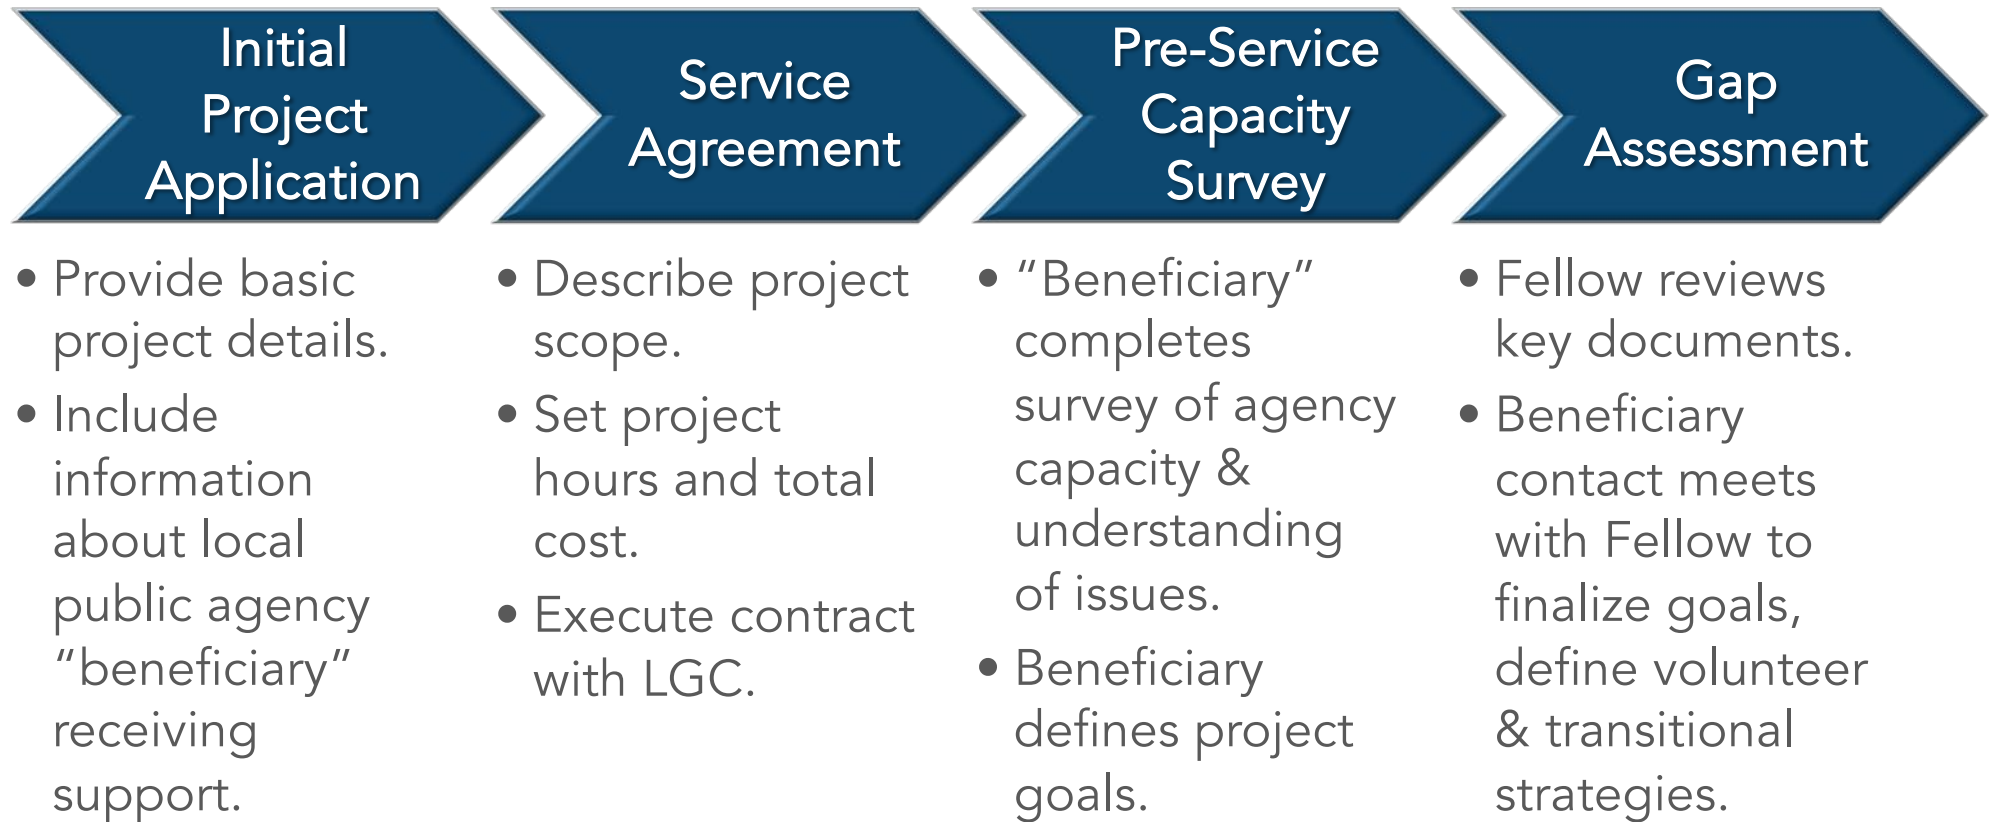 Initial
Project
Application
• Provide basic
project details.
• Include
information
about local
public agency
“beneficiary”
receiving
support.
Service
Agreement
• Describe project
scope.
• Set project
hours and total
cost.
• Execute contract
with LGC.
Pre-Service
Capacity
Survey
• “Beneficiary”
completes
survey of agency
capacity &
understanding
of issues.
• Beneficiary
defines project
goals.
Gap
Assessment
• Fellow reviews
key documents.
• Beneficiary
contact meets
with Fellow to
finalize goals,
define volunteer
& transitional
strategies.